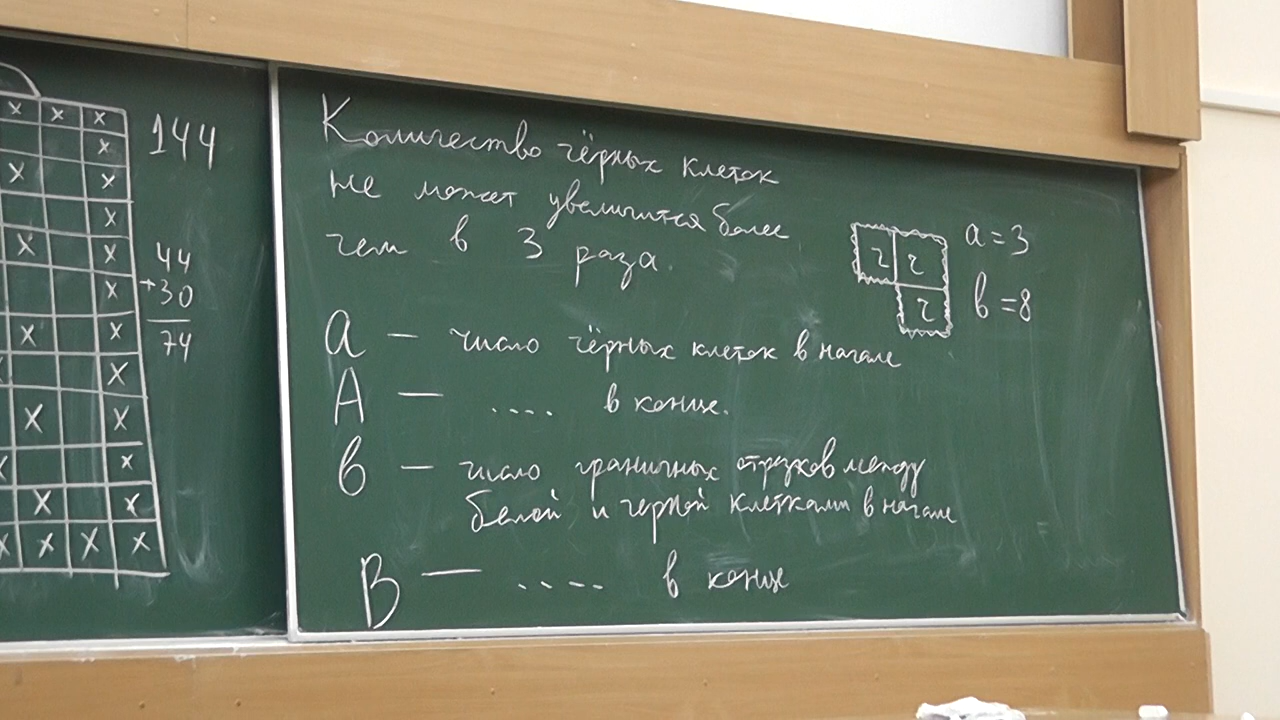 x x x
x
x x
x
x x
x
x x
x
x x
x x
x x
x x x x
144
44
+30
74
Количество чёрных клеток
не может увеличится более
чем в 3 раза.
ч ч
ч
a = 3
b = 8
a — число чёрных клеток в начале
A — .... в конце.
b — число граничных отрезков между
белой и черной клетками в начале
B — .... в конце